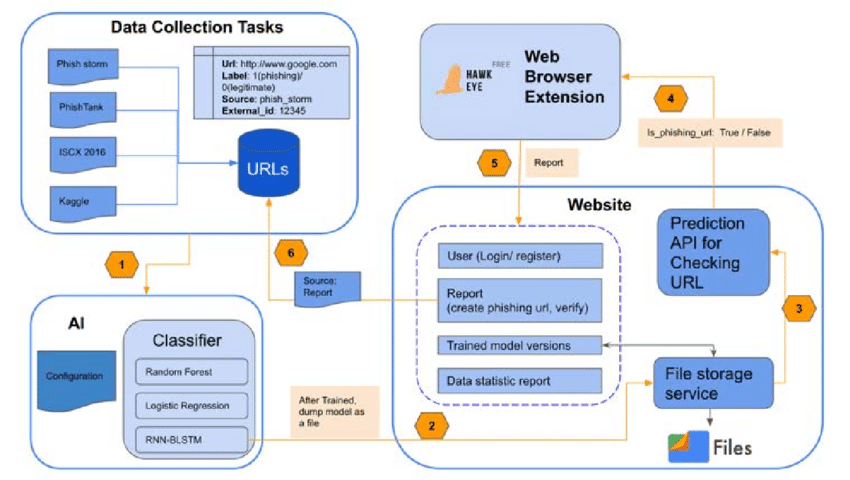 Data Collection Tasks
Phish storm
PhishTank
ISCX 2016
Kaggle
Url: http://www.google.com
Label: 1(phishing)/
0(legitimate)
Source: phish_storm
External_id: 12345
URLs
HAWK
EYE
FREE
Web
Browser
Extension
4
Is_phishing_url: True / False
5
Report
Website
User (Login/ register)
Report
(create phishing url, verify)
Trained model versions
Data statistic report
Prediction
API for
Checking
URL
3
File storage
service
Files
1
6
Source:
Report
AI
Configuration
Classifier
Random Forest
Logistic Regression
RNN-BLSTM
After Trained,
dump model as
a file
2